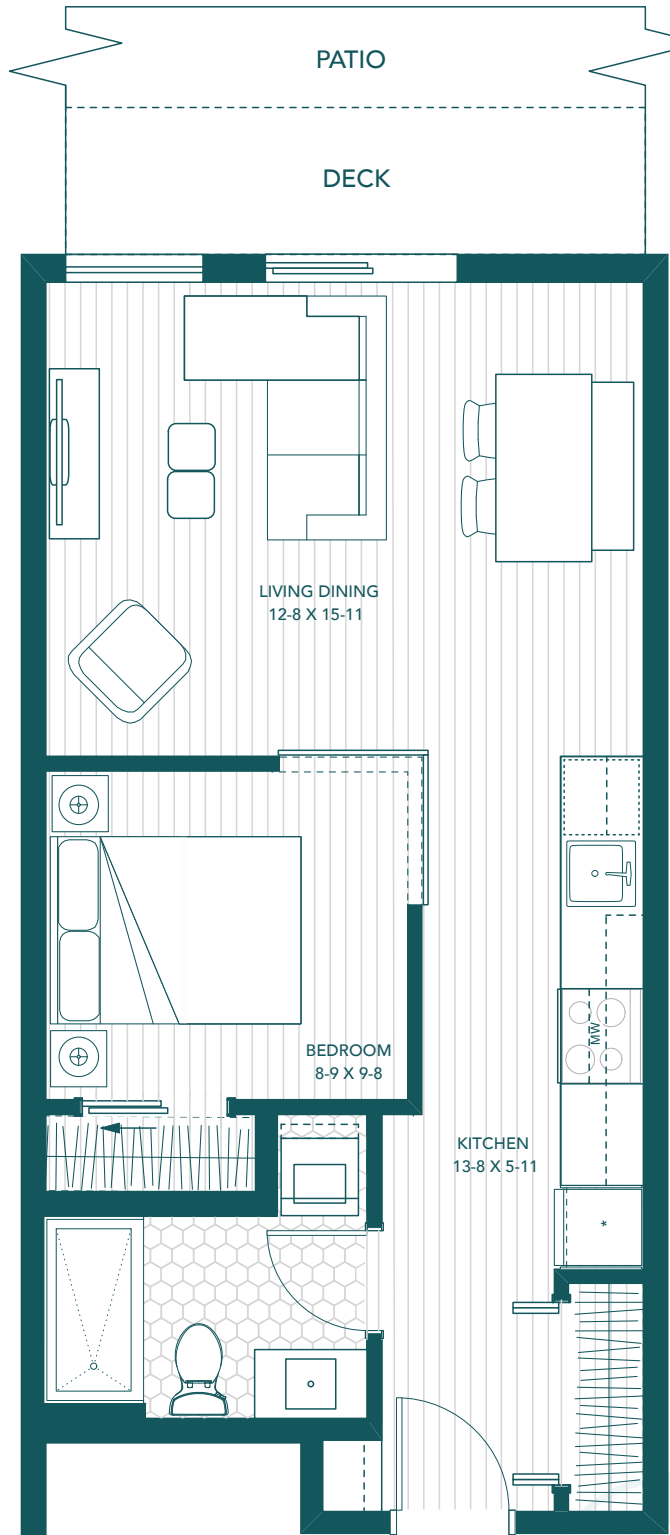 PATIO
DECK
LIVING DINING
12-8 X 15-11
MW
BEDROOM
8-9 X 9-8
KITCHEN
13-8 X 5-11
*